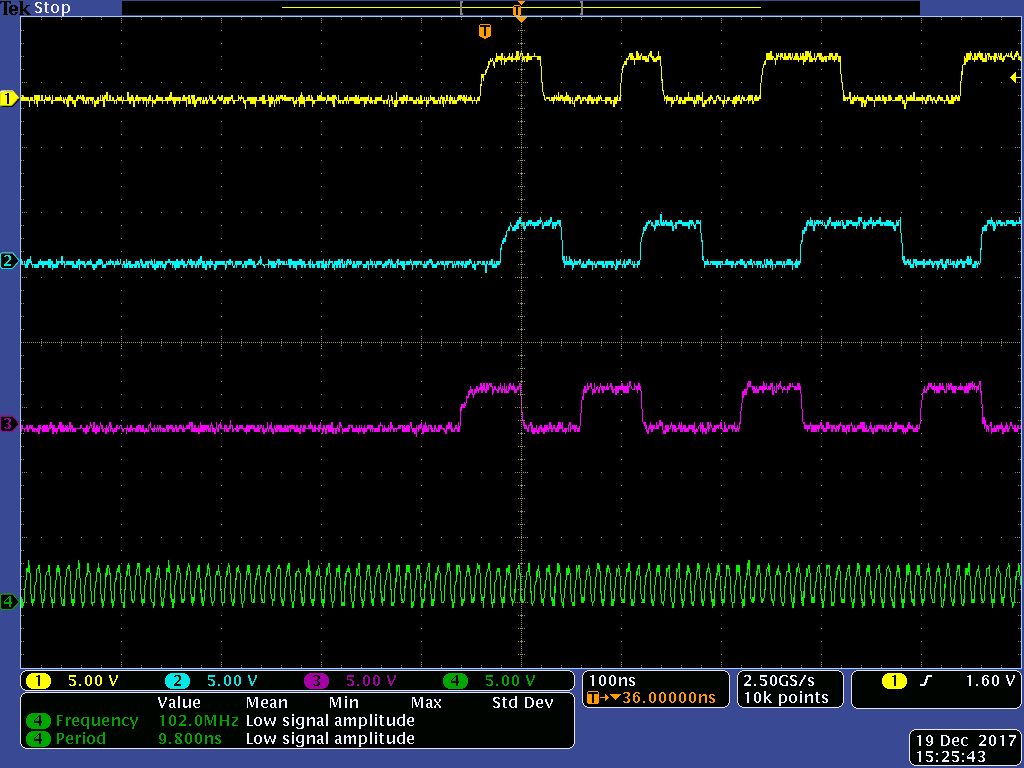 Tek Stop
T
T
1
2
3
4
1 5.00 V 2 5.00 V 3 5.00 V 4 5.00 V
100ns
T→▼36.00000ns
2.50GS/s
10k points
1 1.60 V
Value Mean Min Max Std Dev
4 Frequency 102.0MHz Low signal amplitude
4 Period 9.800ns Low signal amplitude
19 Dec 2017
15:25:43